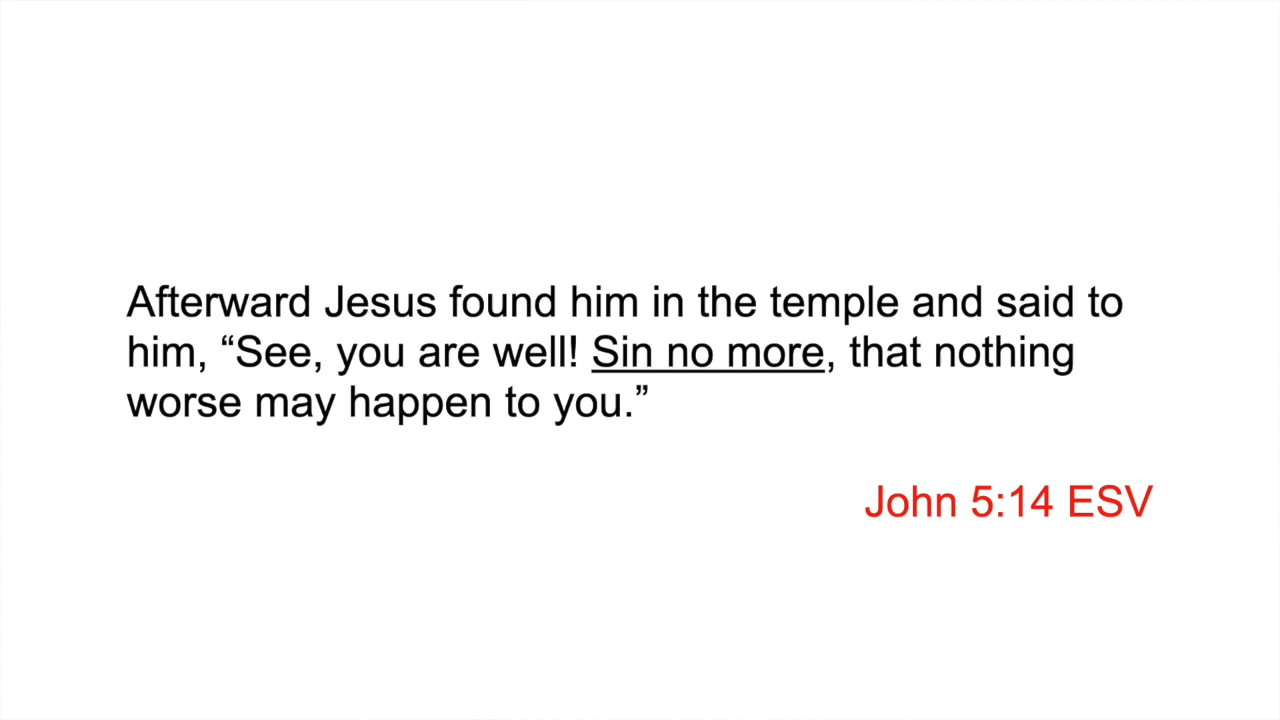 Afterward Jesus found him in the temple and said to
him, “See, you are well! Sin no more, that nothing
worse may happen to you.”
John 5:14 ESV